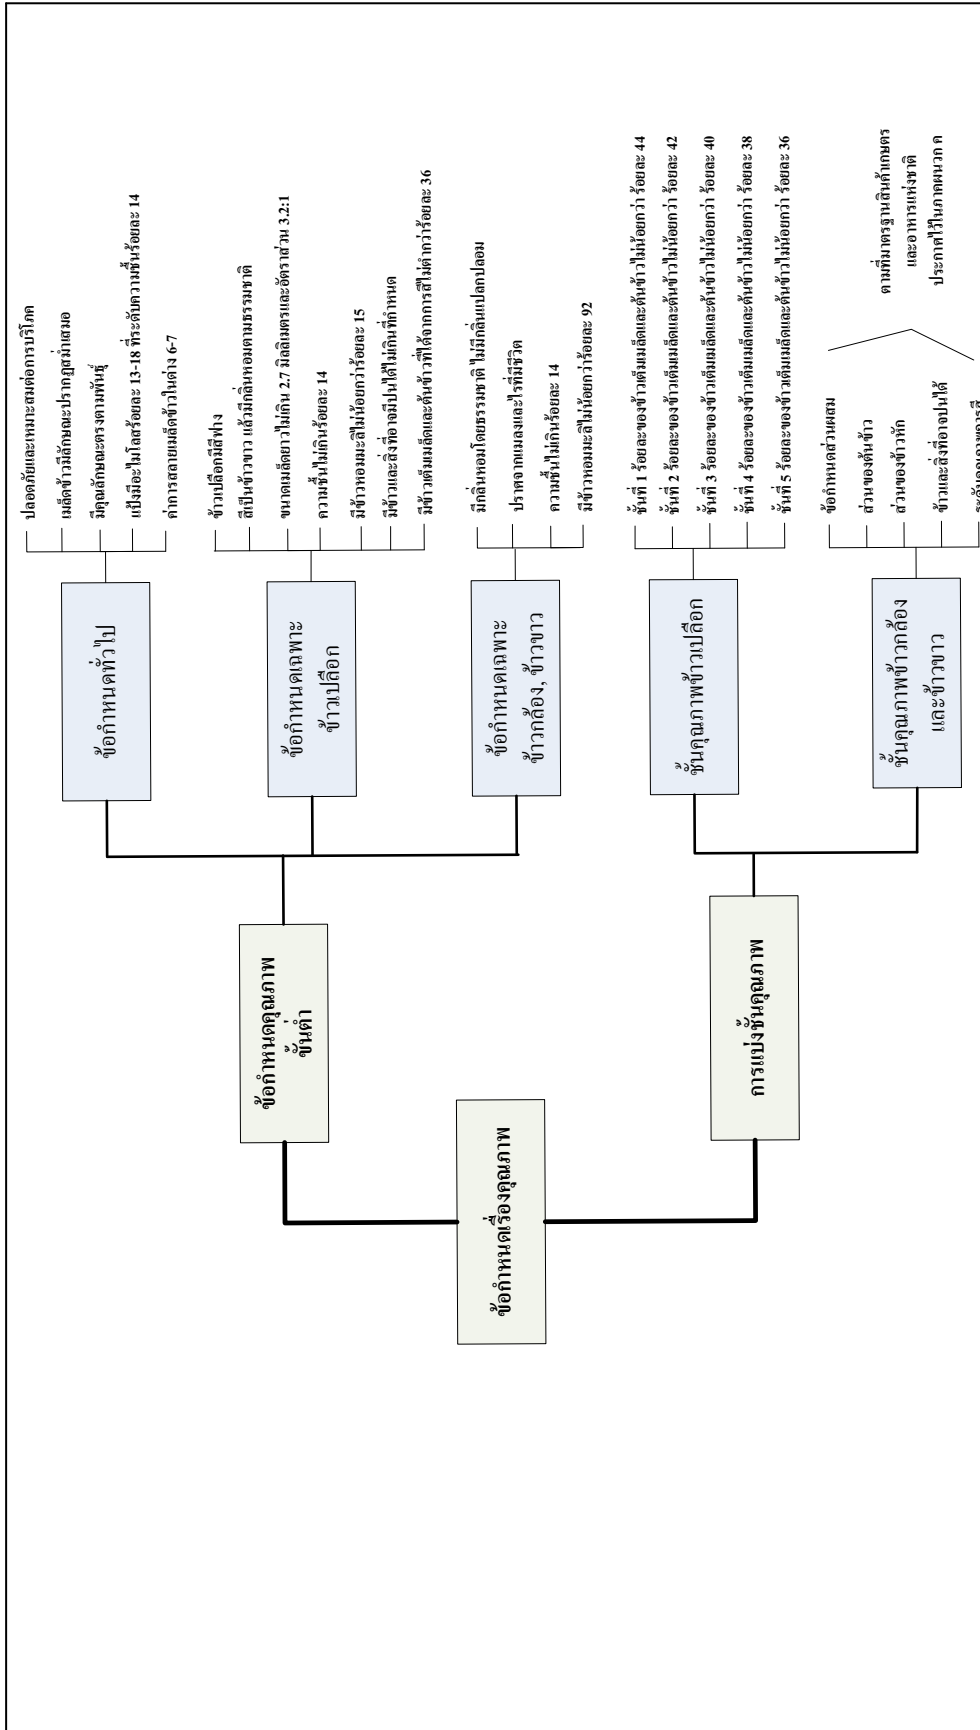 ข้อกำหนดเรื่องคุณภาพ
ข้อกำหนดคุณภาพ
ขั้นต่ำ
ข้อกำหนดทั่วไป
ปลอดภัยและเหมาะสมต่อการบริโภค
เมล็ดข้าวมีลักษณะปรากฏสม่ำเสมอ
มีคุณลักษณะตรงตามพันธุ์
แป้งมีอะไมโลสร้อยละ 13-18 ที่ระดับความชื้นร้อยละ 14
ค่าการสลายเมล็ดข้าวในด่าง 6-7
ข้อกำหนดเฉพาะ
ข้าวเปลือก
ข้าวเปลือกมีสีฟาง
สีเป็นข้าวขาว แล้วมีกลิ่นหอมตามธรรมชาติ
ขนาดเมล็ดยาวไม่เกิน 2.7 มิลลิเมตรและอัตราส่วน 3.2:1
ความชื้นไม่เกินร้อยละ 14
มีข้าวหอมมะลิไม่น้อยกว่าร้อยละ 15
มีข้าวและสิ่งที่อาจมีปนได้ไม่เกินที่กำหนด
มีข้าวเต็มเมล็ดและต้นข้าวที่ได้จากการสีไม่ต่ำกว่าร้อยละ 36
ข้อกำหนดเฉพาะ
ข้าวกล้อง, ข้าวขาว
มีกลิ่นหอมโดยธรรมชาติ ไม่มีกลิ่นแปลกปลอม
ปราศจากแมลงและไรที่มีชีวิต
ความชื้นไม่เกินร้อยละ 14
มีข้าวหอมมะลิไม่น้อยกว่าร้อยละ 92
การแบ่งชั้นคุณภาพ
ชั้นคุณภาพข้าวเปลือก
ชั้นที่ 1 ร้อยละของข้าวเต็มเมล็ดและต้นข้าวไม่น้อยกว่า ร้อยละ 44
ชั้นที่ 2 ร้อยละของข้าวเต็มเมล็ดและต้นข้าวไม่น้อยกว่า ร้อยละ 42
ชั้นที่ 3 ร้อยละของข้าวเต็มเมล็ดและต้นข้าวไม่น้อยกว่า ร้อยละ 40
ชั้นที่ 4 ร้อยละของข้าวเต็มเมล็ดและต้นข้าวไม่น้อยกว่า ร้อยละ 38
ชั้นที่ 5 ร้อยละของข้าวเต็มเมล็ดและต้นข้าวไม่น้อยกว่า ร้อยละ 36
ชั้นคุณภาพข้าวกล้อง
และข้าวขาว
ข้อกำหนดส่วนผสม
ส่วนของต้นข้าว
ส่วนของข้าวหัก
ข้าวและสิ่งที่อาจปนได้
ตามที่มาตรฐานสินค้าเกษตร
และอาหารแห่งชาติ
ประกาศไว้ในภาคผนวก ค